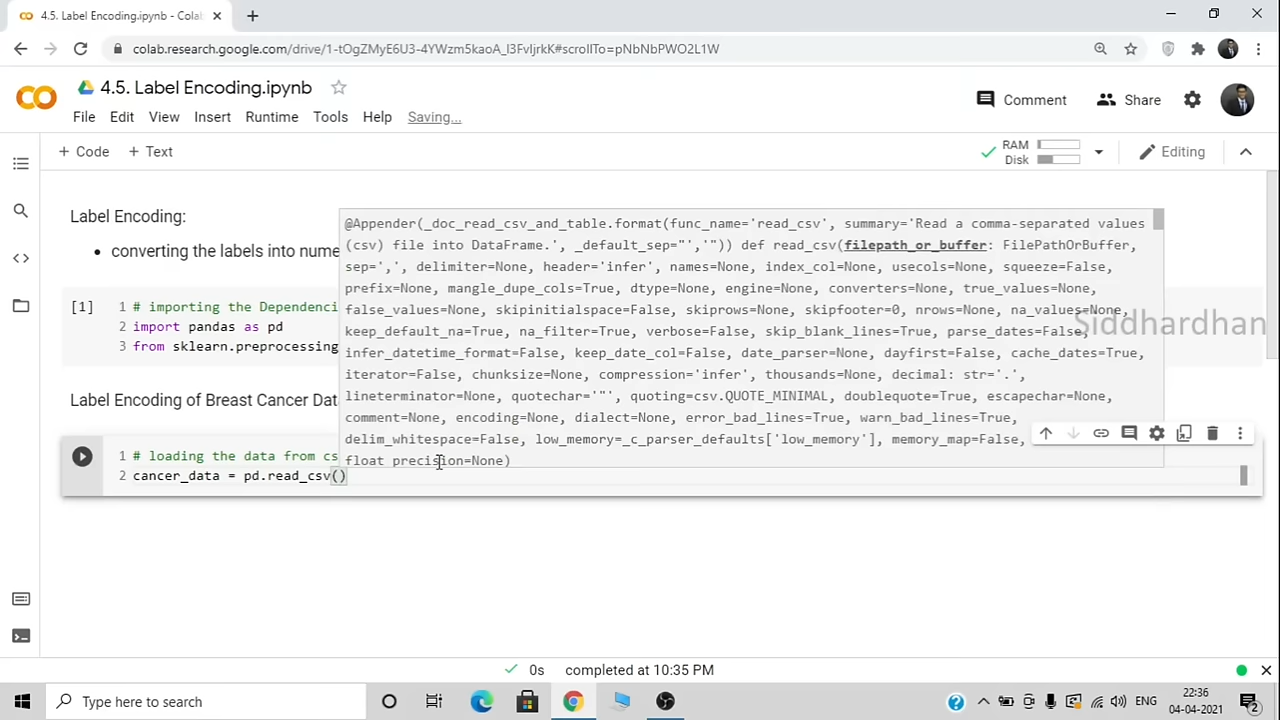 4.5. Label Encoding.ipynb - Colab
colab.research.google.com/drive/1-tOgZMyE6U3-4YWzm5kaoA_l3FvIjrkK#scrollTo=pNbNbPWO2L1W
4.5. Label Encoding.ipynb
File Edit View Insert Runtime Tools Help Saving...
Comment
Share
+ Code + Text
RAM
Disk
Editing
Label Encoding:
converting the labels into nume
[1] 1 # importing the Dependenci
2 import pandas as pd
3 from sklearn.preprocessing
Label Encoding of Breast Cancer Dat
1 # loading the data from cs
2 cancer_data = pd.read_csv()
@Appender(_doc_read_csv_and_table.format(func_name='read_csv', summary='Read a comma-separated values
(csv) file into DataFrame.', _default_sep="','")) def read_csv(filepath_or_buffer: FilePathOrBuffer,
sep=',', delimiter=None, header='infer', names=None, index_col=None, usecols=None, squeeze=False,
prefix=None, mangle_dupe_cols=True, dtype=None, engine=None, converters=None, true_values=None,
false_values=None, skipinitialspace=False, skiprows=None, skipfooter=0, nrows=None, na_values=None,
keep_default_na=True, na_filter=True, verbose=False, skip_blank_lines=True, parse_dates=False,
infer_datetime_format=False, keep_date_col=False, date_parser=None, dayfirst=False, cache_dates=True,
iterator=False, chunksize=None, compression='infer', thousands=None, decimal: str='.',
lineterminator=None, quotechar='"', quoting=csv.QUOTE_MINIMAL, doublequote=True, escapechar=None,
comment=None, encoding=None, dialect=None, error_bad_lines=True, warn_bad_lines=True,
delim_whitespace=False, low_memory=_c_parser_defaults['low_memory'], memory_map=False,
float precision=None)
Siddhardhan
0s completed at 10:35 PM
Type here to search
ENG
22:36
04-04-2021
2